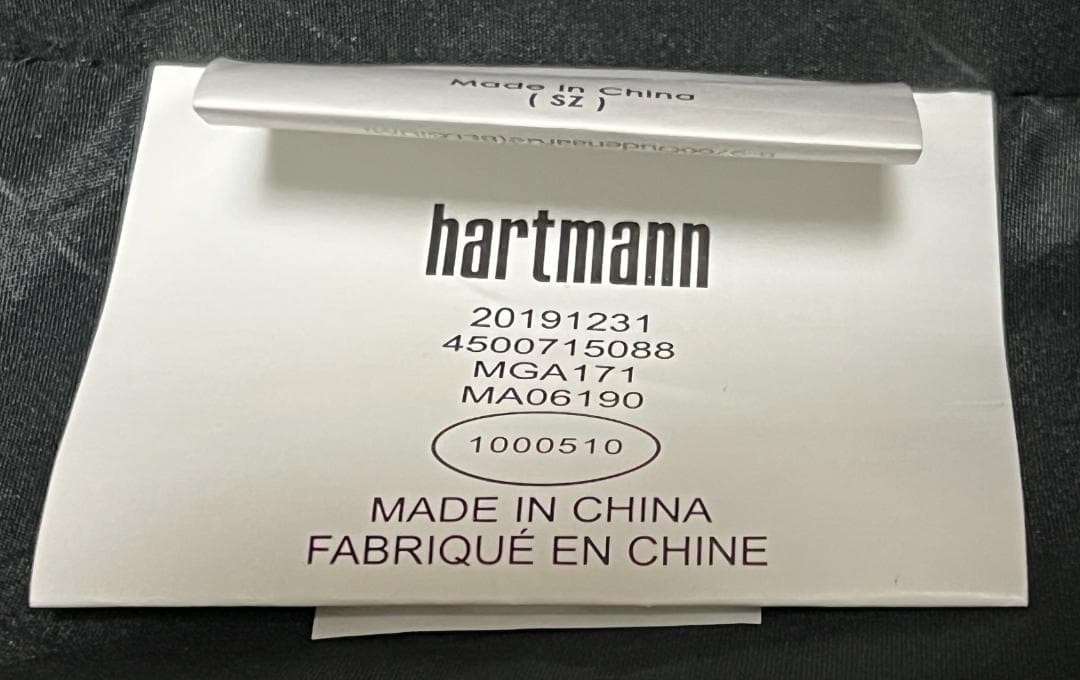 Made in China
( SZ )
hartmann
20191231
4500715088
MGA171
MA06190
1000510
MADE IN CHINA
FABRIQUÉ EN CHINE